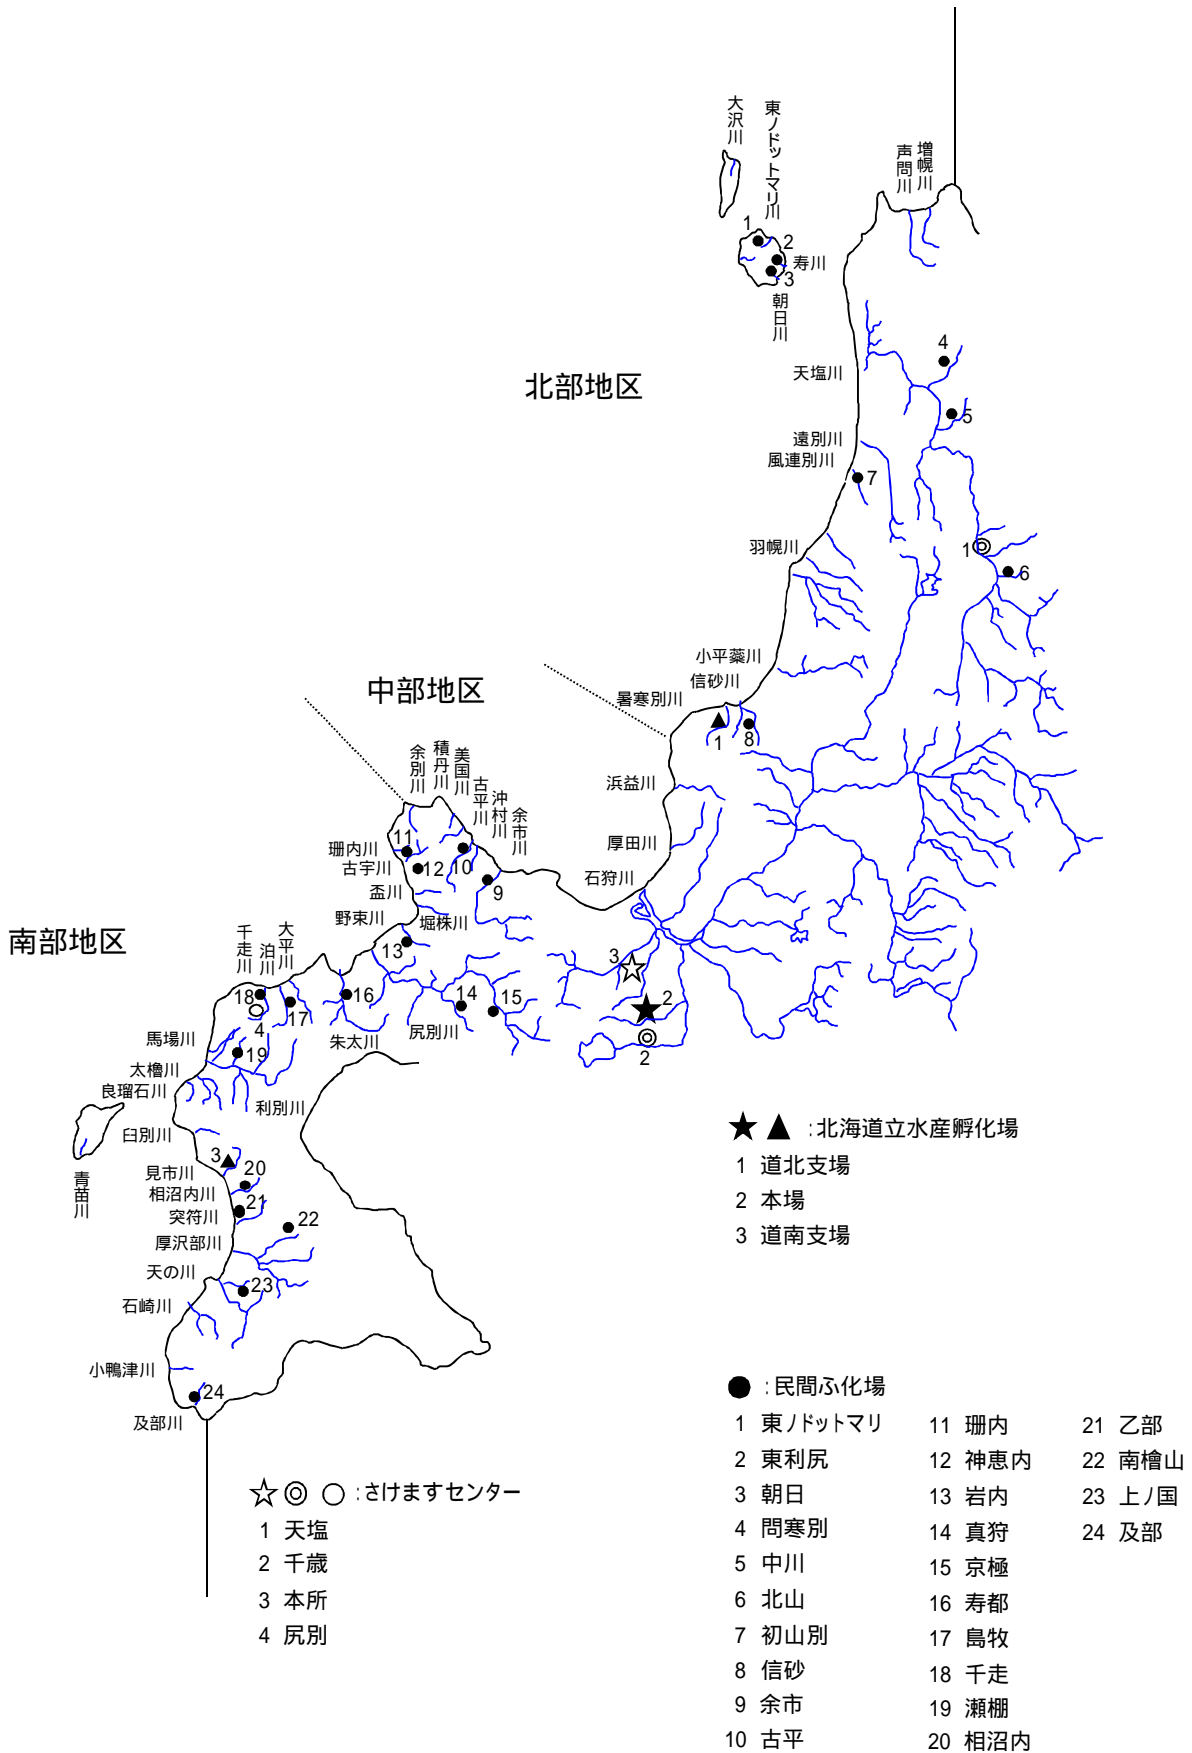 大沢川
東ノドットマリ川
声問川
増幌川
1
2
寿川
3
朝日川
4
北部地区
天塩川
5
遠別川
風連別川
7
羽幌川
1
6
小平蘂川
信砂川
中部地区
暑寒別川
1
8
余別川
積丹川
美国川
古平川
沖村川
余市川
浜益川
珊内川
11
厚田川
古宇川
12
10
石狩川
盃川
9
野束川
堀株川
南部地区
千走川
泊川
大平川
13
3
18
16
14
15
2
4
17
馬場川
朱太川
尻別川
19
2
太櫓川
良瑠石川
利別川
臼別川
3
青苗川
見市川
20
相沼内川
突符川
21
22
厚沢部川
天の川
23
石崎川
小鴨津川
24
及部川
★ ▲ :北海道立水産孵化場
1 道北支場
2 本場
3 道南支場
● :民間ふ化場
1 東ノドットマリ
2 東利尻
3 朝日
4 問寒別
5 中川
6 北山
7 初山別
8 信砂
9 余市
10 古平
11 珊内
12 神恵内
13 岩内
14 真狩
15 京極
16 寿都
17 島牧
18 千走
19 瀬棚
20 相沼内
21 乙部
22 南檜山
23 上ノ国
24 及部
☆ ◎ ○ :さけますセンター
1 天塩
2 千歳
3 本所
4 尻別